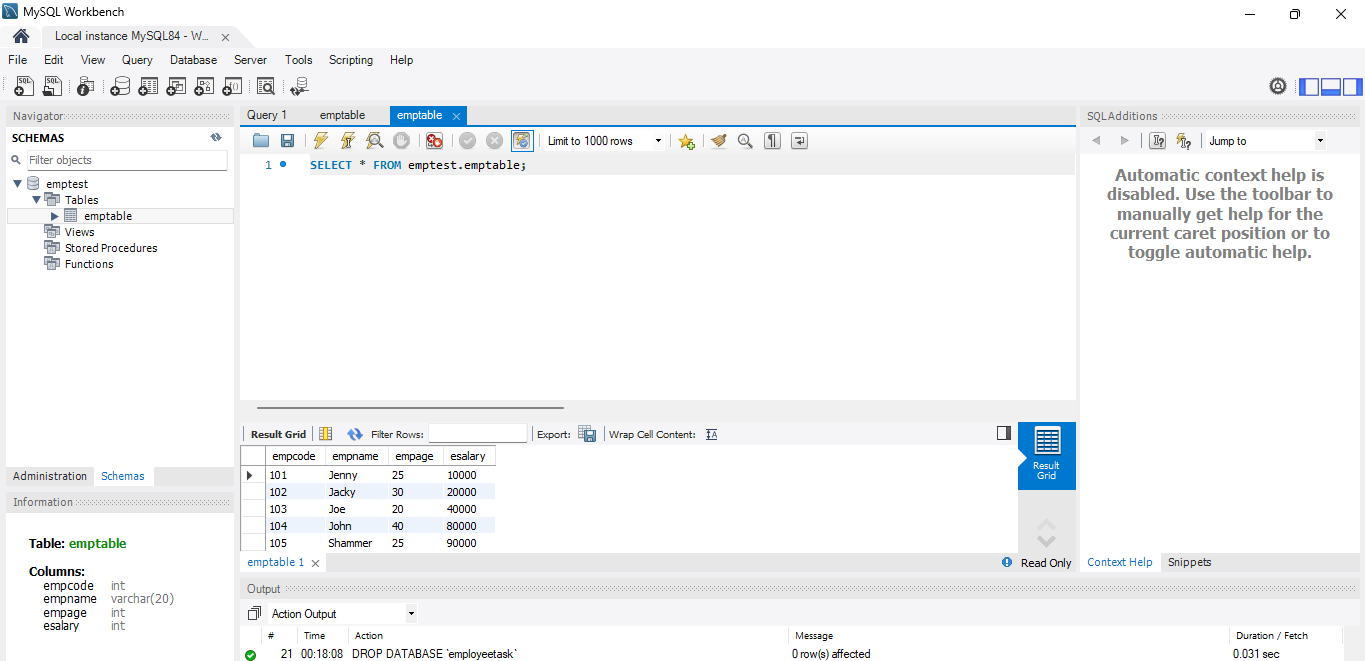 MySQL Workbench
Local instance MySQL84 - W...
File Edit View Query Database Server Tools Scripting Help
Navigator
SCHEMAS
Filter objects
emptest
Tables
emptable
Views
Stored Procedures
Functions
Administration Schemas
Information
Table: emptable
Columns:
empcode int
empname varchar(20)
empage int
esalary int
Query 1 emptable emptable
Limit to 1000 rows
1 SELECT * FROM emptest.emptable;
Result Grid Filter Rows: Export: Wrap Cell Content:
empcode empname empage esalary
101 Jenny 25 10000
102 Jacky 30 20000
103 Joe 20 40000
104 John 40 80000
105 Shammer 25 90000
Result
Grid
emptable 1 Read Only
Output
Action Output
# Time Action Message Duration / Fetch
21 00:18:08 DROP DATABASE `employeetask` 0 row(s) affected 0.031 sec
SQLAdditions
Jump to
Automatic context help is
disabled. Use the toolbar to
manually get help for the
current caret position or to
toggle automatic help.
Context Help Snippets